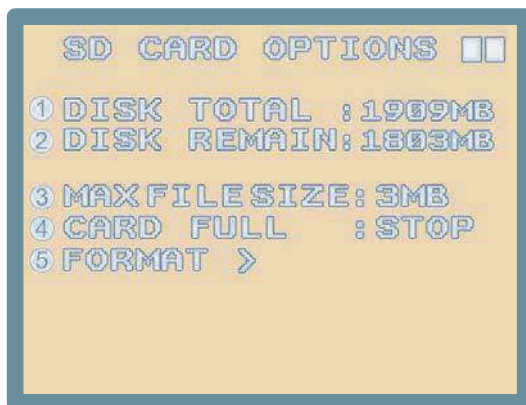 SD CARD OPTIONS
① DISK TOTAL :1909MB
② DISK REMAIN:1803MB
③ MAX FILE SIZE:3MB
④ CARD FULL :STOP
⑤ FORMAT >